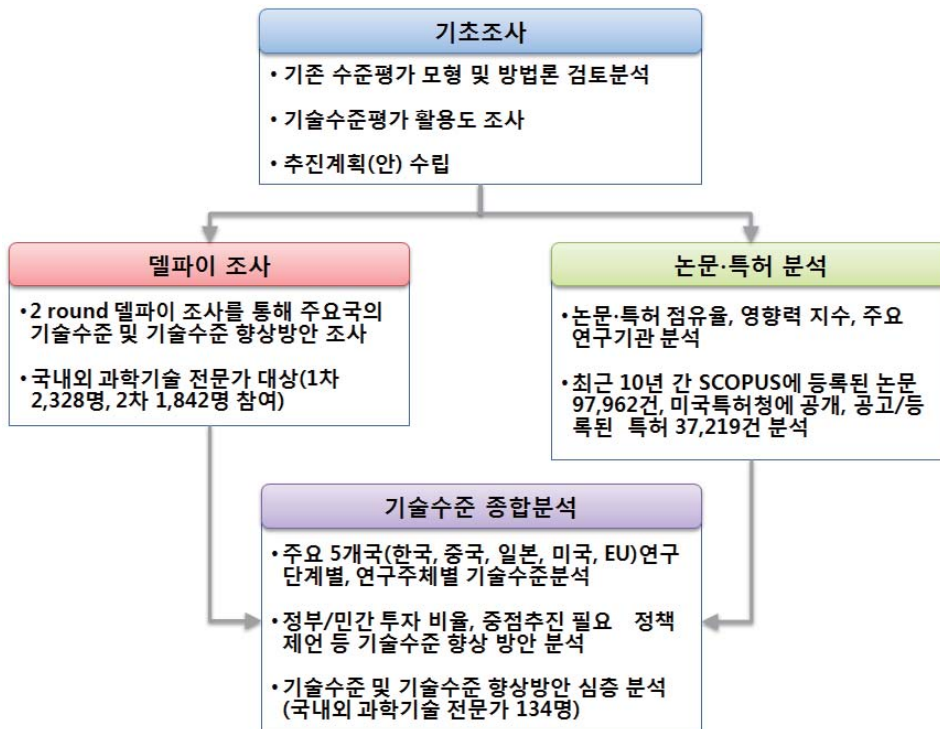 기초조사
• 기존 수준평가 모형 및 방법론 검토분석
• 기술수준평가 활용도 조사
• 추진계획(안) 수립
델파이 조사
• 2 round 델파이 조사를 통해 주요국의
기술수준 및 기술수준 향상방안 조사
• 국내외 과학기술 전문가 대상(1차
2,328명, 2차 1,842명 참여)
논문·특허 분석
• 논문·특허 점유율, 영향력 지수, 주요
연구기관 분석
• 최근 10년 간 SCOPUS에 등록된 논문
97,962건, 미국특허청에 공개, 공고/등
록된 특허 37,219건 분석
기술수준 종합분석
• 주요 5개국(한국, 중국, 일본, 미국, EU)연구
단계별, 연구주체별 기술수준분석
• 정부/민간 투자 비율, 중점추진 필요 정책
제언 등 기술수준 향상 방안 분석
• 기술수준 및 기술수준 향상방안 심층 분석
(국내외 과학기술 전문가 134명)